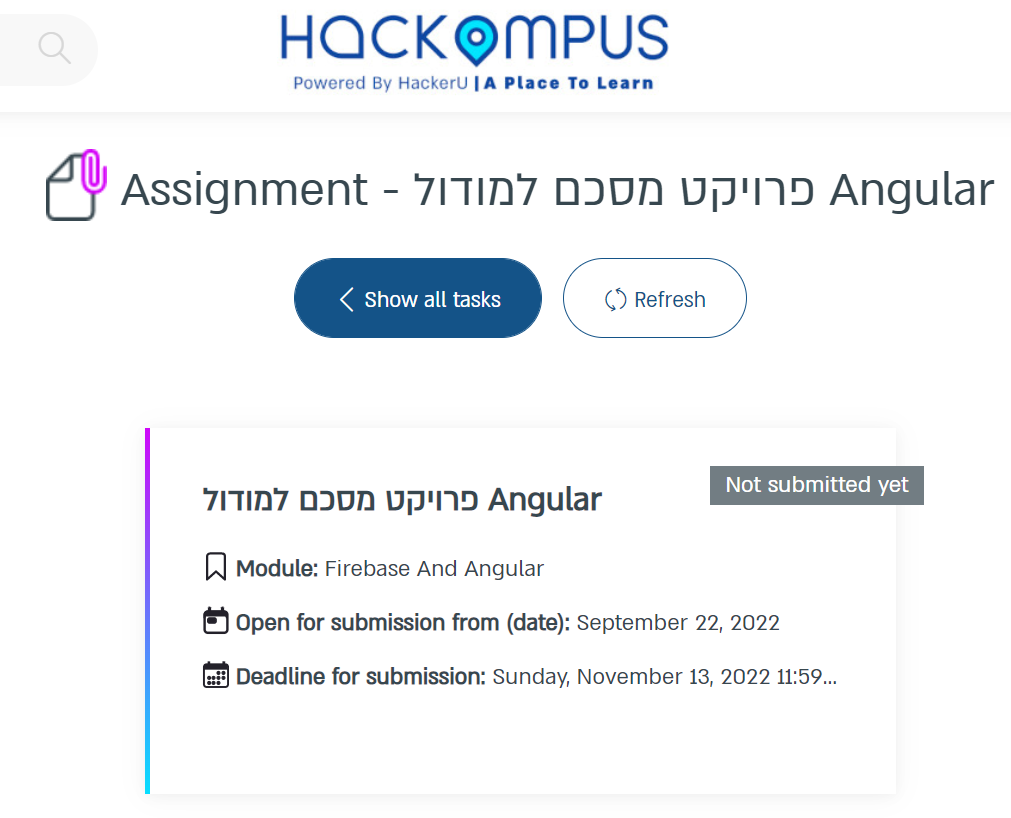 HACKOMPUS
Powered By HackerU | A Place To Learn
Assignment - פרויקט מסכם למודול Angular
Show all tasks
Refresh
Not submitted yet
פרויקט מסכם למודול Angular
Module: Firebase And Angular
Open for submission from (date): September 22, 2022
Deadline for submission: Sunday, November 13, 2022 11:59...